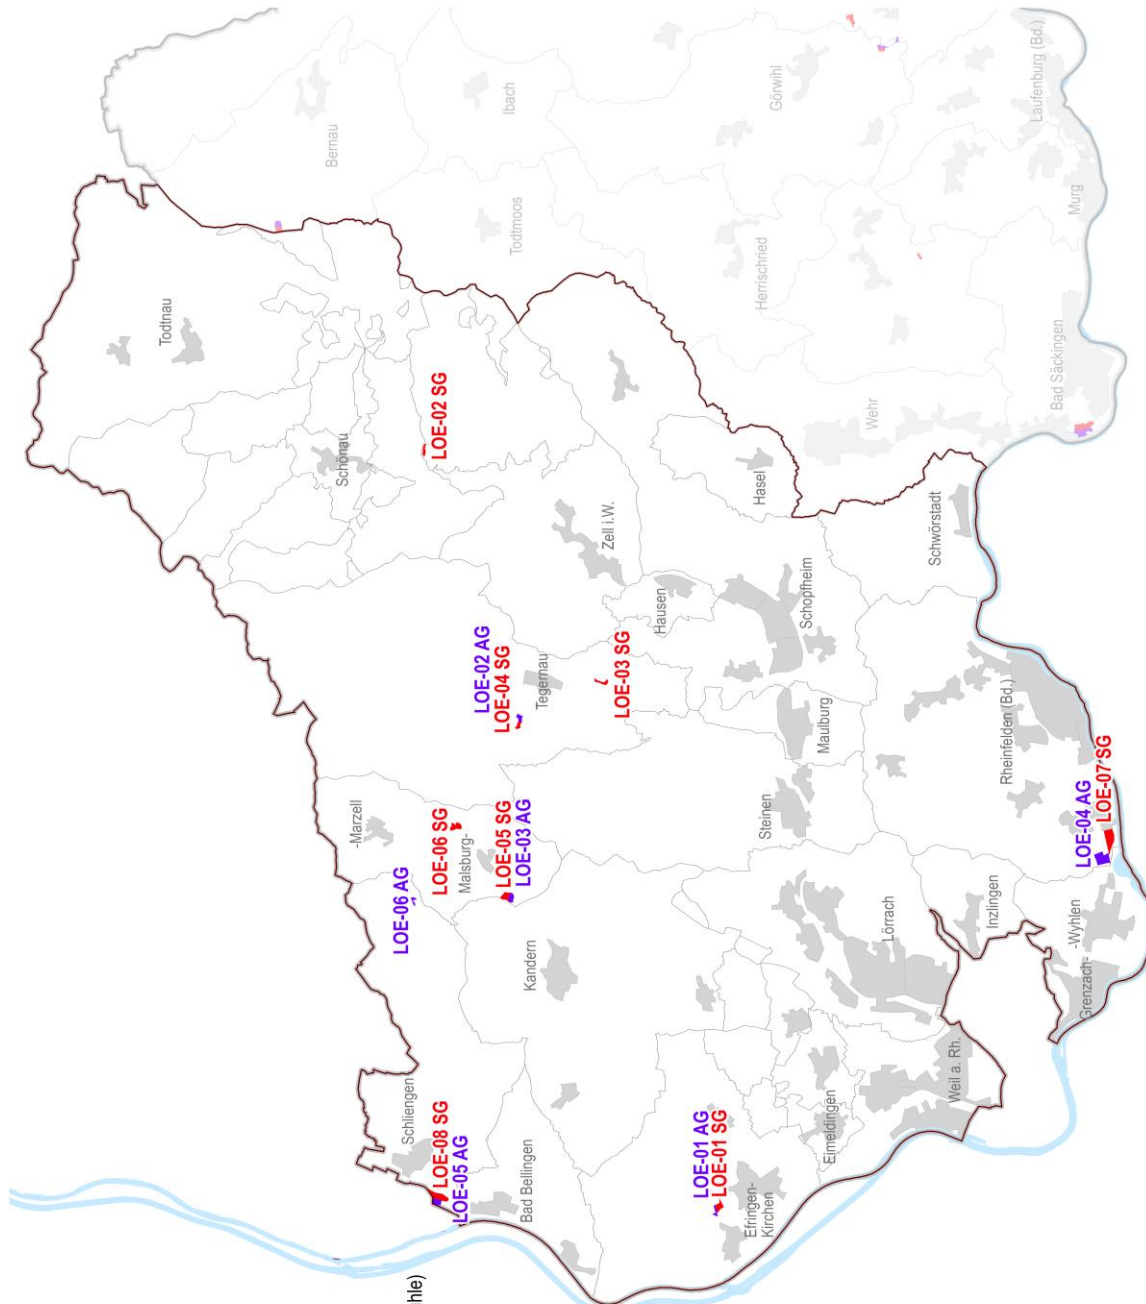 Bernau
Ibach
Görwihl
Laufenburg (Bd.)
Todtmoos
Herrischried
Murg
Todtnau
Wehr
Bad Säckingen
LOE-02 SG
Schönau
Hasel
Schwörstadt
Zell i.W.
Hausen
Schopfheim
LOE-02 AG
LOE-04 SG
Tegernau
LOE-03 SG
Maulburg
Rheinfelden (Bd.)
-Marzell
LOE-06 SG
Malsburg-
LOE-05 SG
LOE-03 AG
Steinen
LOE-04 AG
LOE-07 SG
LOE-06 AG
Kandern
Lörrach
Inzlingen
-Wyhlen
Grenzach-
Schliengen
LOE-08 SG
LOE-05 AG
Bad Bellingen
LOE-01 AG
LOE-01 SG
Efringen-
Kirchen
Eimeldingen
Weil a. Rh.
hle)